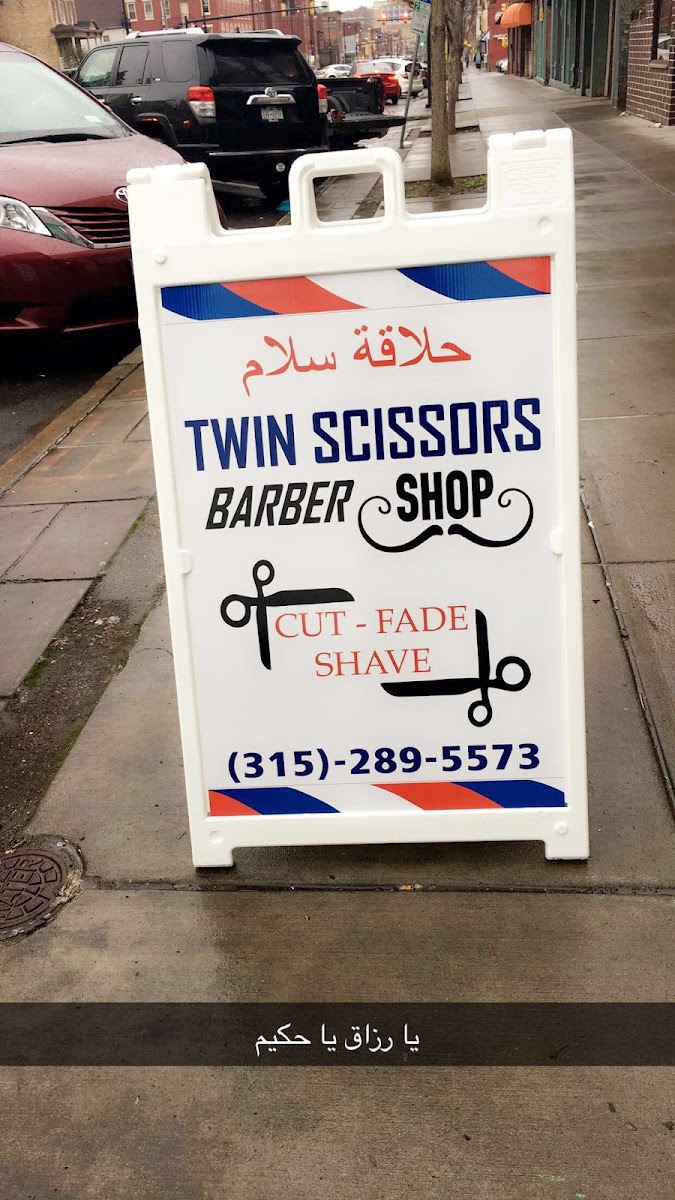 حلاقة سلام
TWIN SCISSORS
BARBER SHOP
CUT - FADE
SHAVE
(315)-289-5573
يا رزاق يا حكيم